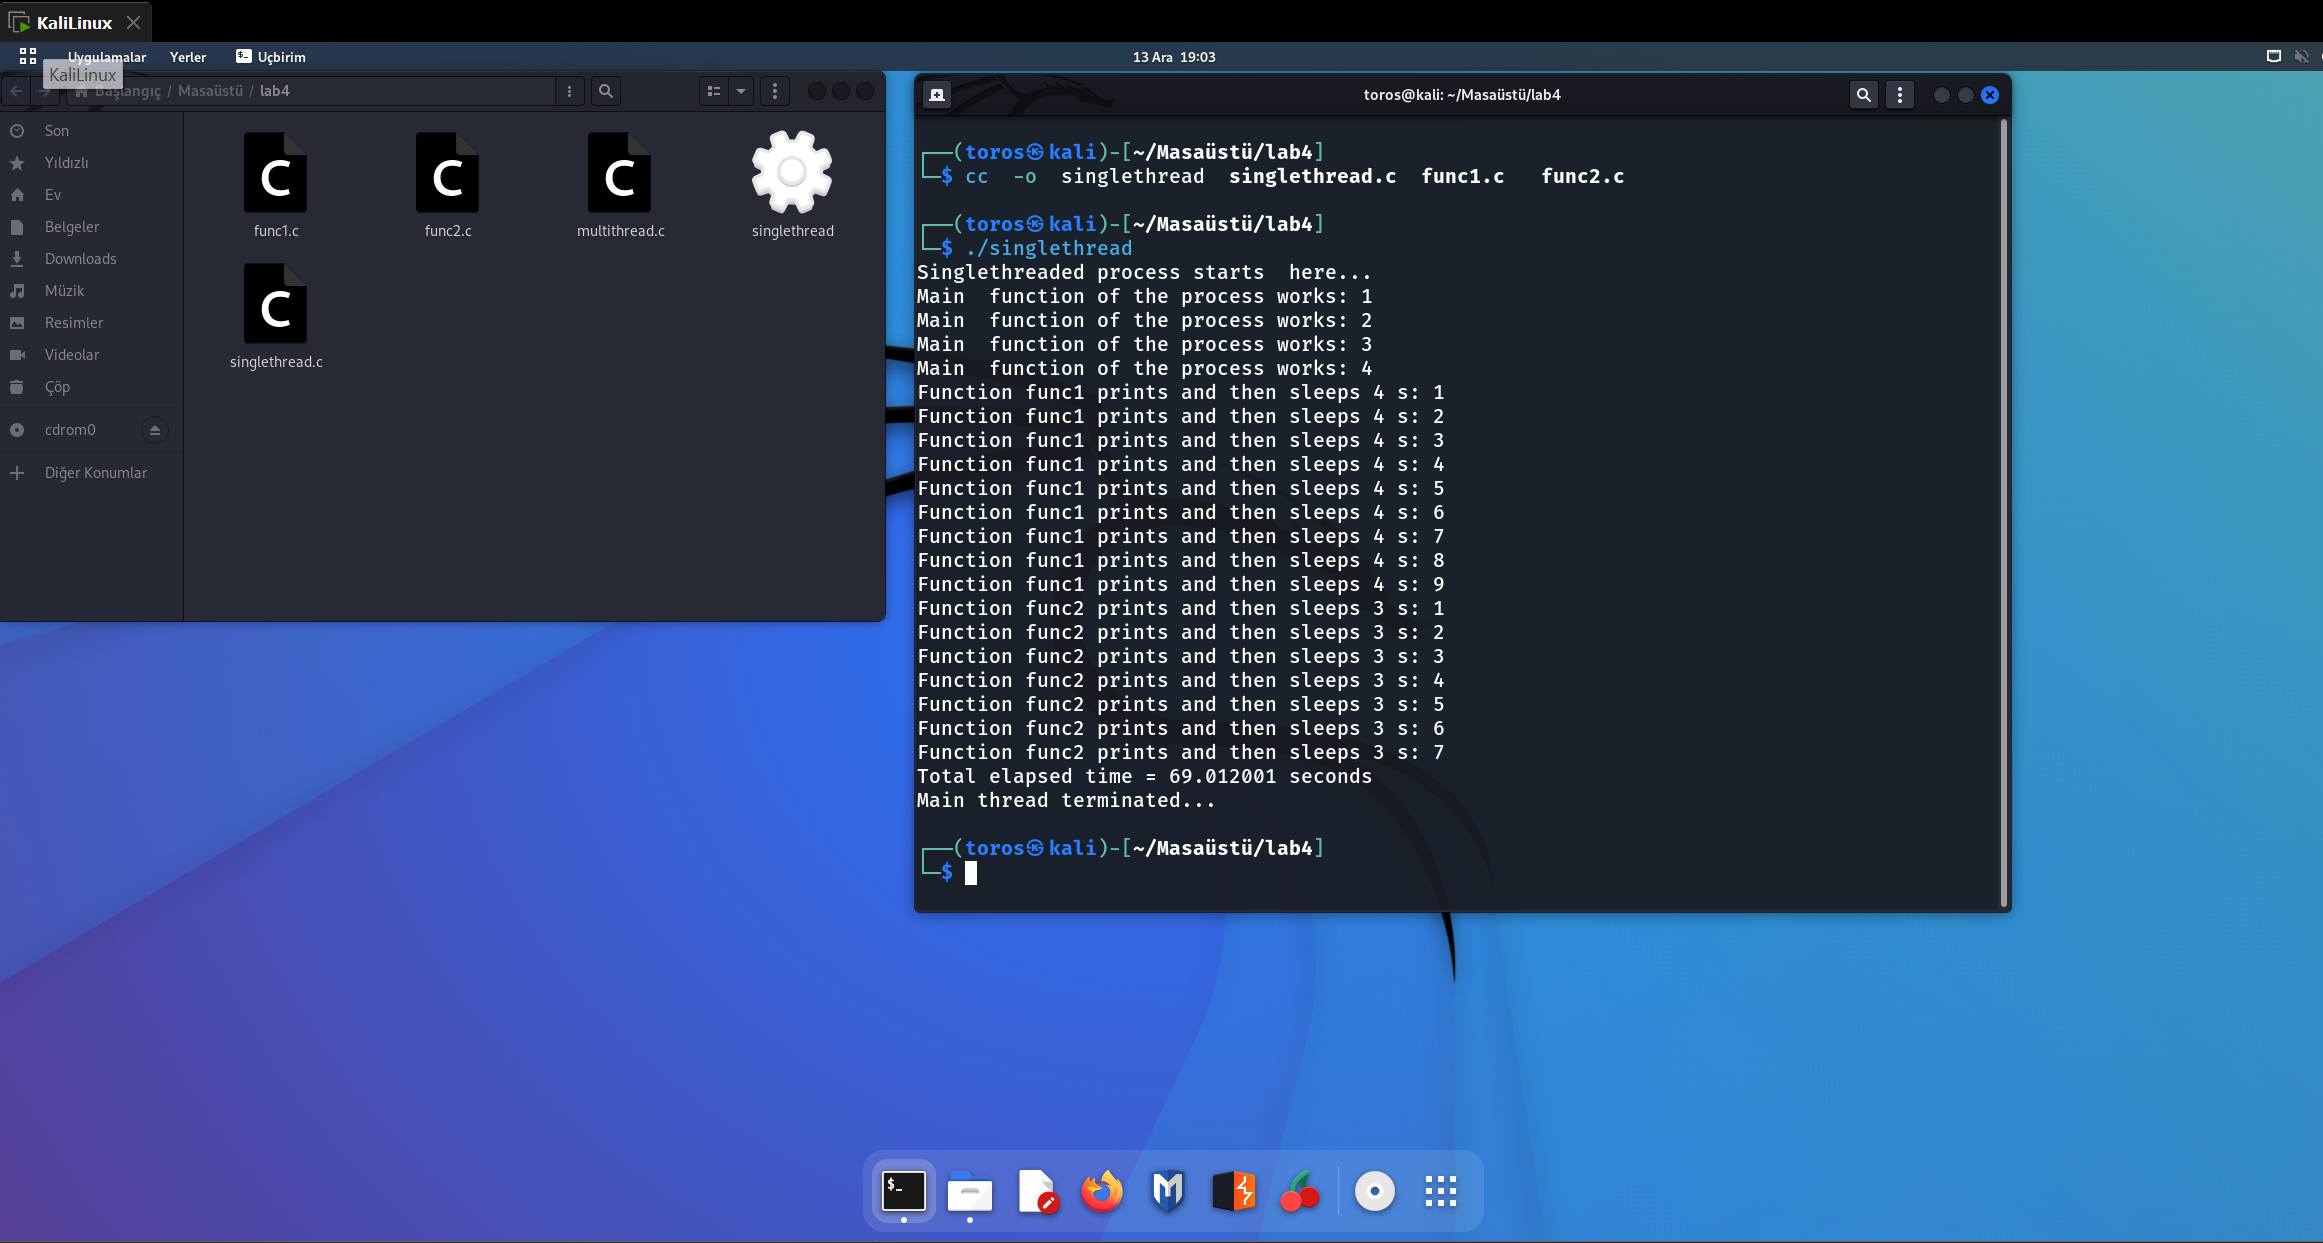 KaliLinux
Uygulamalar
Yerler
Uçbirim
13 Ara 19:03
KaliLinux
Başlangıç / Masaüstü / lab4
Son
Yıldızlı
Ev
Belgeler
Downloads
Müzik
Resimler
Videolar
Çöp
cdrom0
Diğer Konumlar
func1.c
func2.c
multithread.c
singlethread
singlethread.c
toros@kali: ~/Masaüstü/lab4
┌──(toros㉿kali)-[~/Masaüstü/lab4]
└─$ cc  -o  singlethread  singlethread.c  func1.c   func2.c
┌──(toros㉿kali)-[~/Masaüstü/lab4]
└─$ ./singlethread
Singlethreaded process starts  here...
Main  function of the process works: 1
Main  function of the process works: 2
Main  function of the process works: 3
Main  function of the process works: 4
Function func1 prints and then sleeps 4 s: 1
Function func1 prints and then sleeps 4 s: 2
Function func1 prints and then sleeps 4 s: 3
Function func1 prints and then sleeps 4 s: 4
Function func1 prints and then sleeps 4 s: 5
Function func1 prints and then sleeps 4 s: 6
Function func1 prints and then sleeps 4 s: 7
Function func1 prints and then sleeps 4 s: 8
Function func1 prints and then sleeps 4 s: 9
Function func2 prints and then sleeps 3 s: 1
Function func2 prints and then sleeps 3 s: 2
Function func2 prints and then sleeps 3 s: 3
Function func2 prints and then sleeps 3 s: 4
Function func2 prints and then sleeps 3 s: 5
Function func2 prints and then sleeps 3 s: 6
Function func2 prints and then sleeps 3 s: 7
Total elapsed time = 69.012001 seconds
Main thread terminated...
┌──(toros㉿kali)-[~/Masaüstü/lab4]
└─$